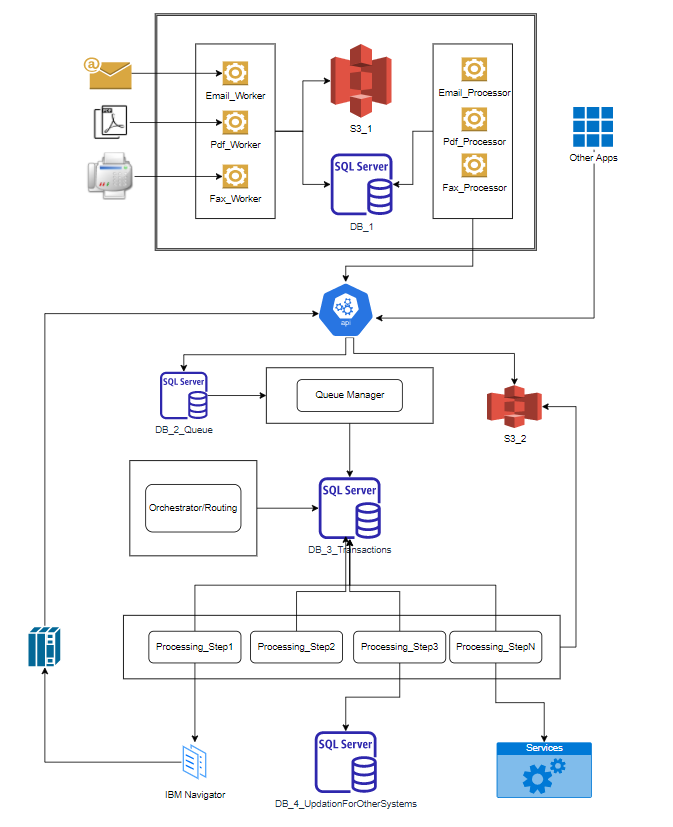 @
PDF
Email_Worker
Pdf_Worker
Fax_Worker
S3_1
SQL Server
DB_1
Email_Processor
Pdf_Processor
Fax_Processor
Other Apps
api
SQL Server
DB_2_Queue
Queue Manager
S3_2
Orchestrator/Routing
SQL Server
DB_3_Transactions
Processing_Step1
Processing_Step2
Processing_Step3
Processing_StepN
IBM Navigator
SQL Server
DB_4_UpdationForOtherSystems
Services